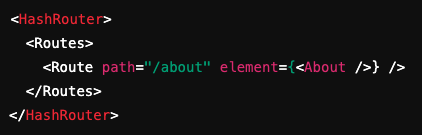 <HashRouter>
<Routes>
<Route path="/about" element={<About />} />
</Routes>
</HashRouter>